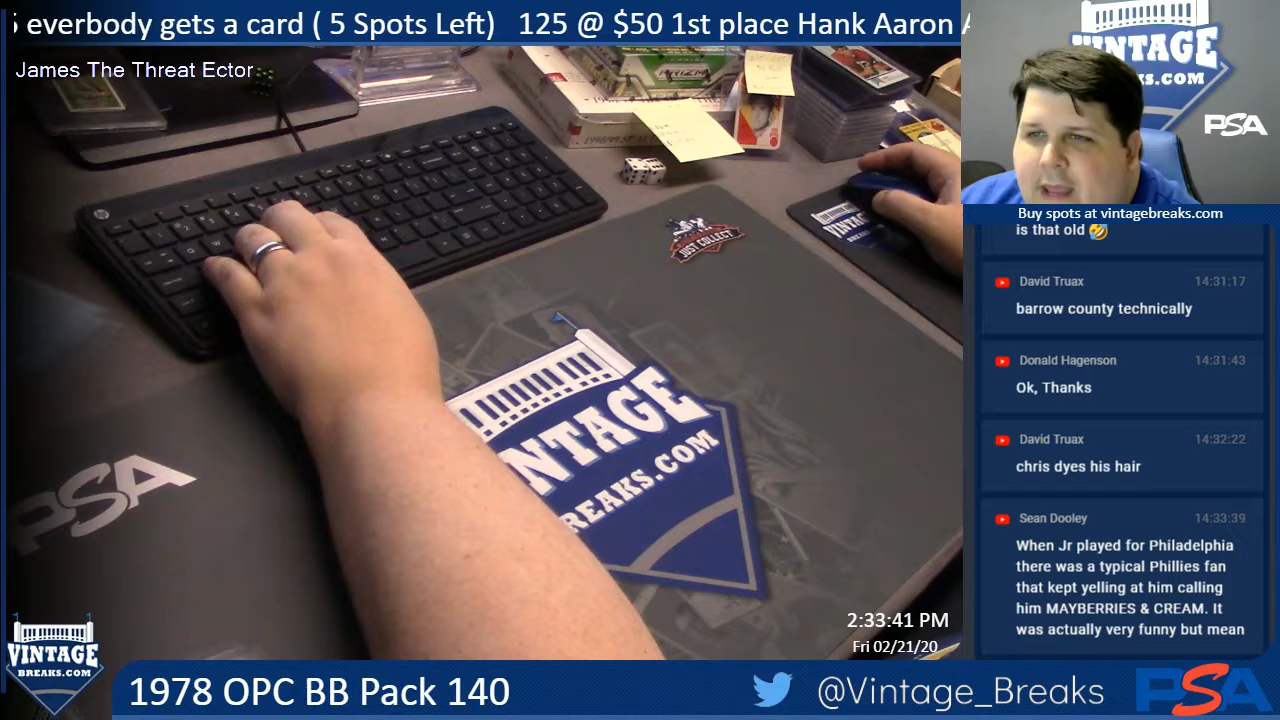 5 everbody gets a card ( 5 Spots Left)   125 @ $50 1st place Hank Aaron A
James The Threat Ector
VINTAGE
BREAKS.COM
PSA
Buy spots at vintagebreaks.com
is that old 🤣
David Truax 14:31:17
barrow county technically
Donald Hagenson 14:31:43
Ok, Thanks
David Truax 14:32:22
chris dyes his hair
Sean Dooley 14:33:39
When Jr played for Philadelphia
there was a typical Phillies fan
that kept yelling at him calling
him MAYBERRIES & CREAM. It
was actually very funny but mean
PRIZM
JUST COLLECT
VINTAGE
NTAGE
BREAKS.COM
PSA
2:33:41 PM
Fri 02/21/20
VINTAGE
BREAKS.COM
1978 OPC BB Pack 140
@Vintage_Breaks
PSA